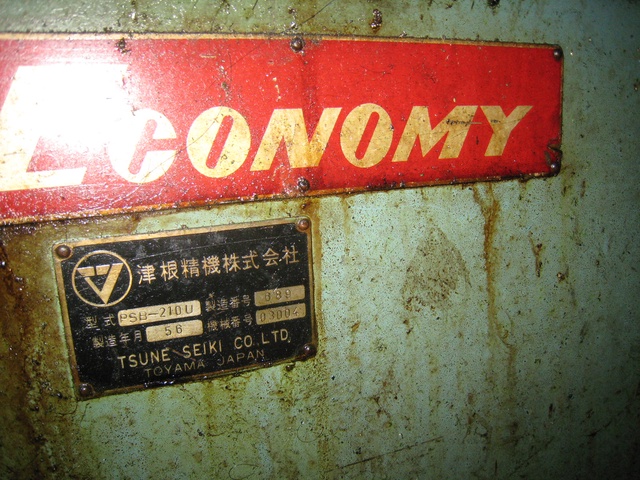 ECONOMY
津根精機株式会社
型式 PSB-210U 製造番号
製造年月 56 機械番号 03004
TSUNE SEIKI CO. LTD.
TOYAMA JAPAN